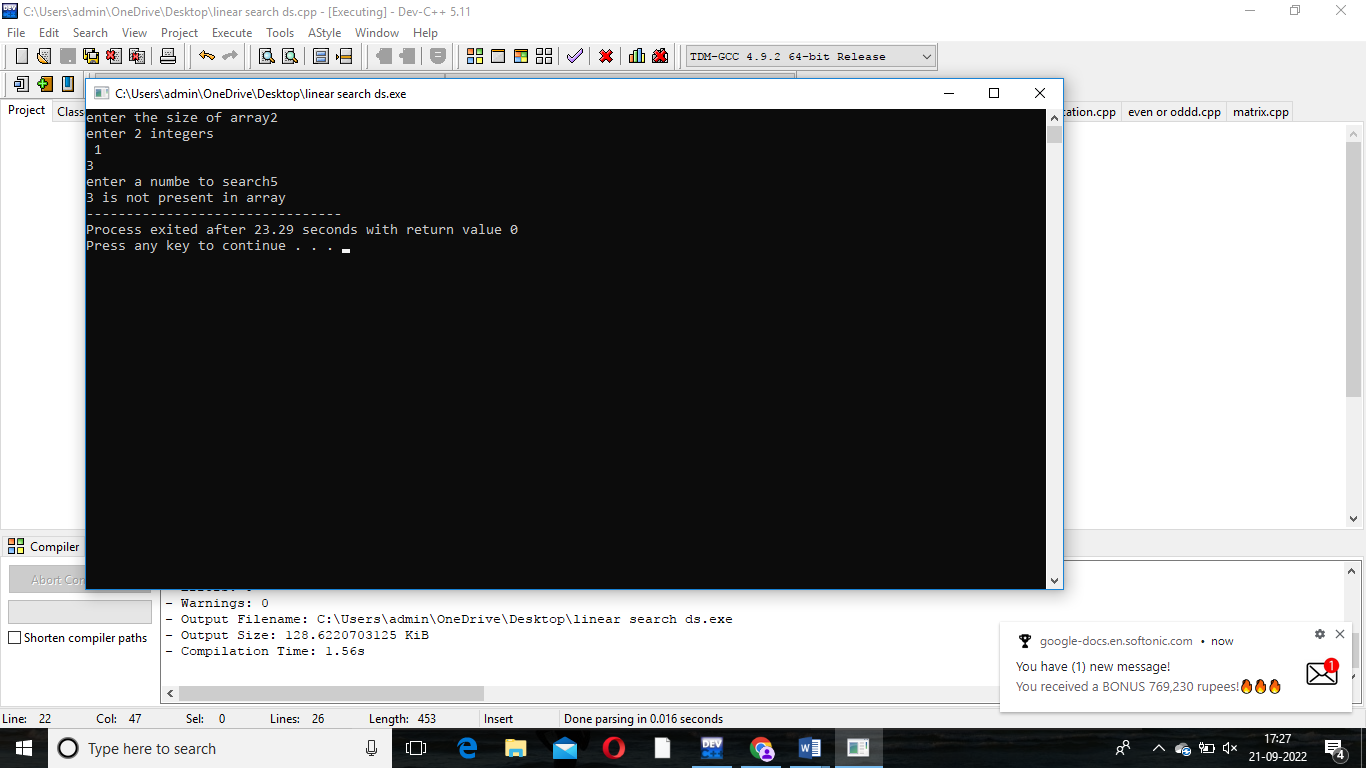 C:\Users\admin\OneDrive\Desktop\linear search ds.cpp - [Executing] - Dev-C++ 5.11
File Edit Search View Project Execute Tools AStyle Window Help
TDM-GCC 4.9.2 64-bit Release
C:\Users\admin\OneDrive\Desktop\linear search ds.exe
Project Class cation.cpp even or oddd.cpp matrix.cpp
enter the size of array2
enter 2 integers
1
3
enter a numbe to search5
3 is not present in array
--------------------------------
Process exited after 23.29 seconds with return value 0
Press any key to continue . . .
Compiler
Abort Con
Shorten compiler paths
- Warnings: 0
- Output Filename: C:\Users\admin\OneDrive\Desktop\linear search ds.exe
- Output Size: 128.6220703125 KiB
- Compilation Time: 1.56s
google-docs.en.softonic.com • now
You have (1) new message!
You received a BONUS 769,230 rupees!🔥🔥🔥
1
Line: 22 Col: 47 Sel: 0 Lines: 26 Length: 453 Insert Done parsing in 0.016 seconds
Type here to search
DEV
17:27
21-09-2022
4